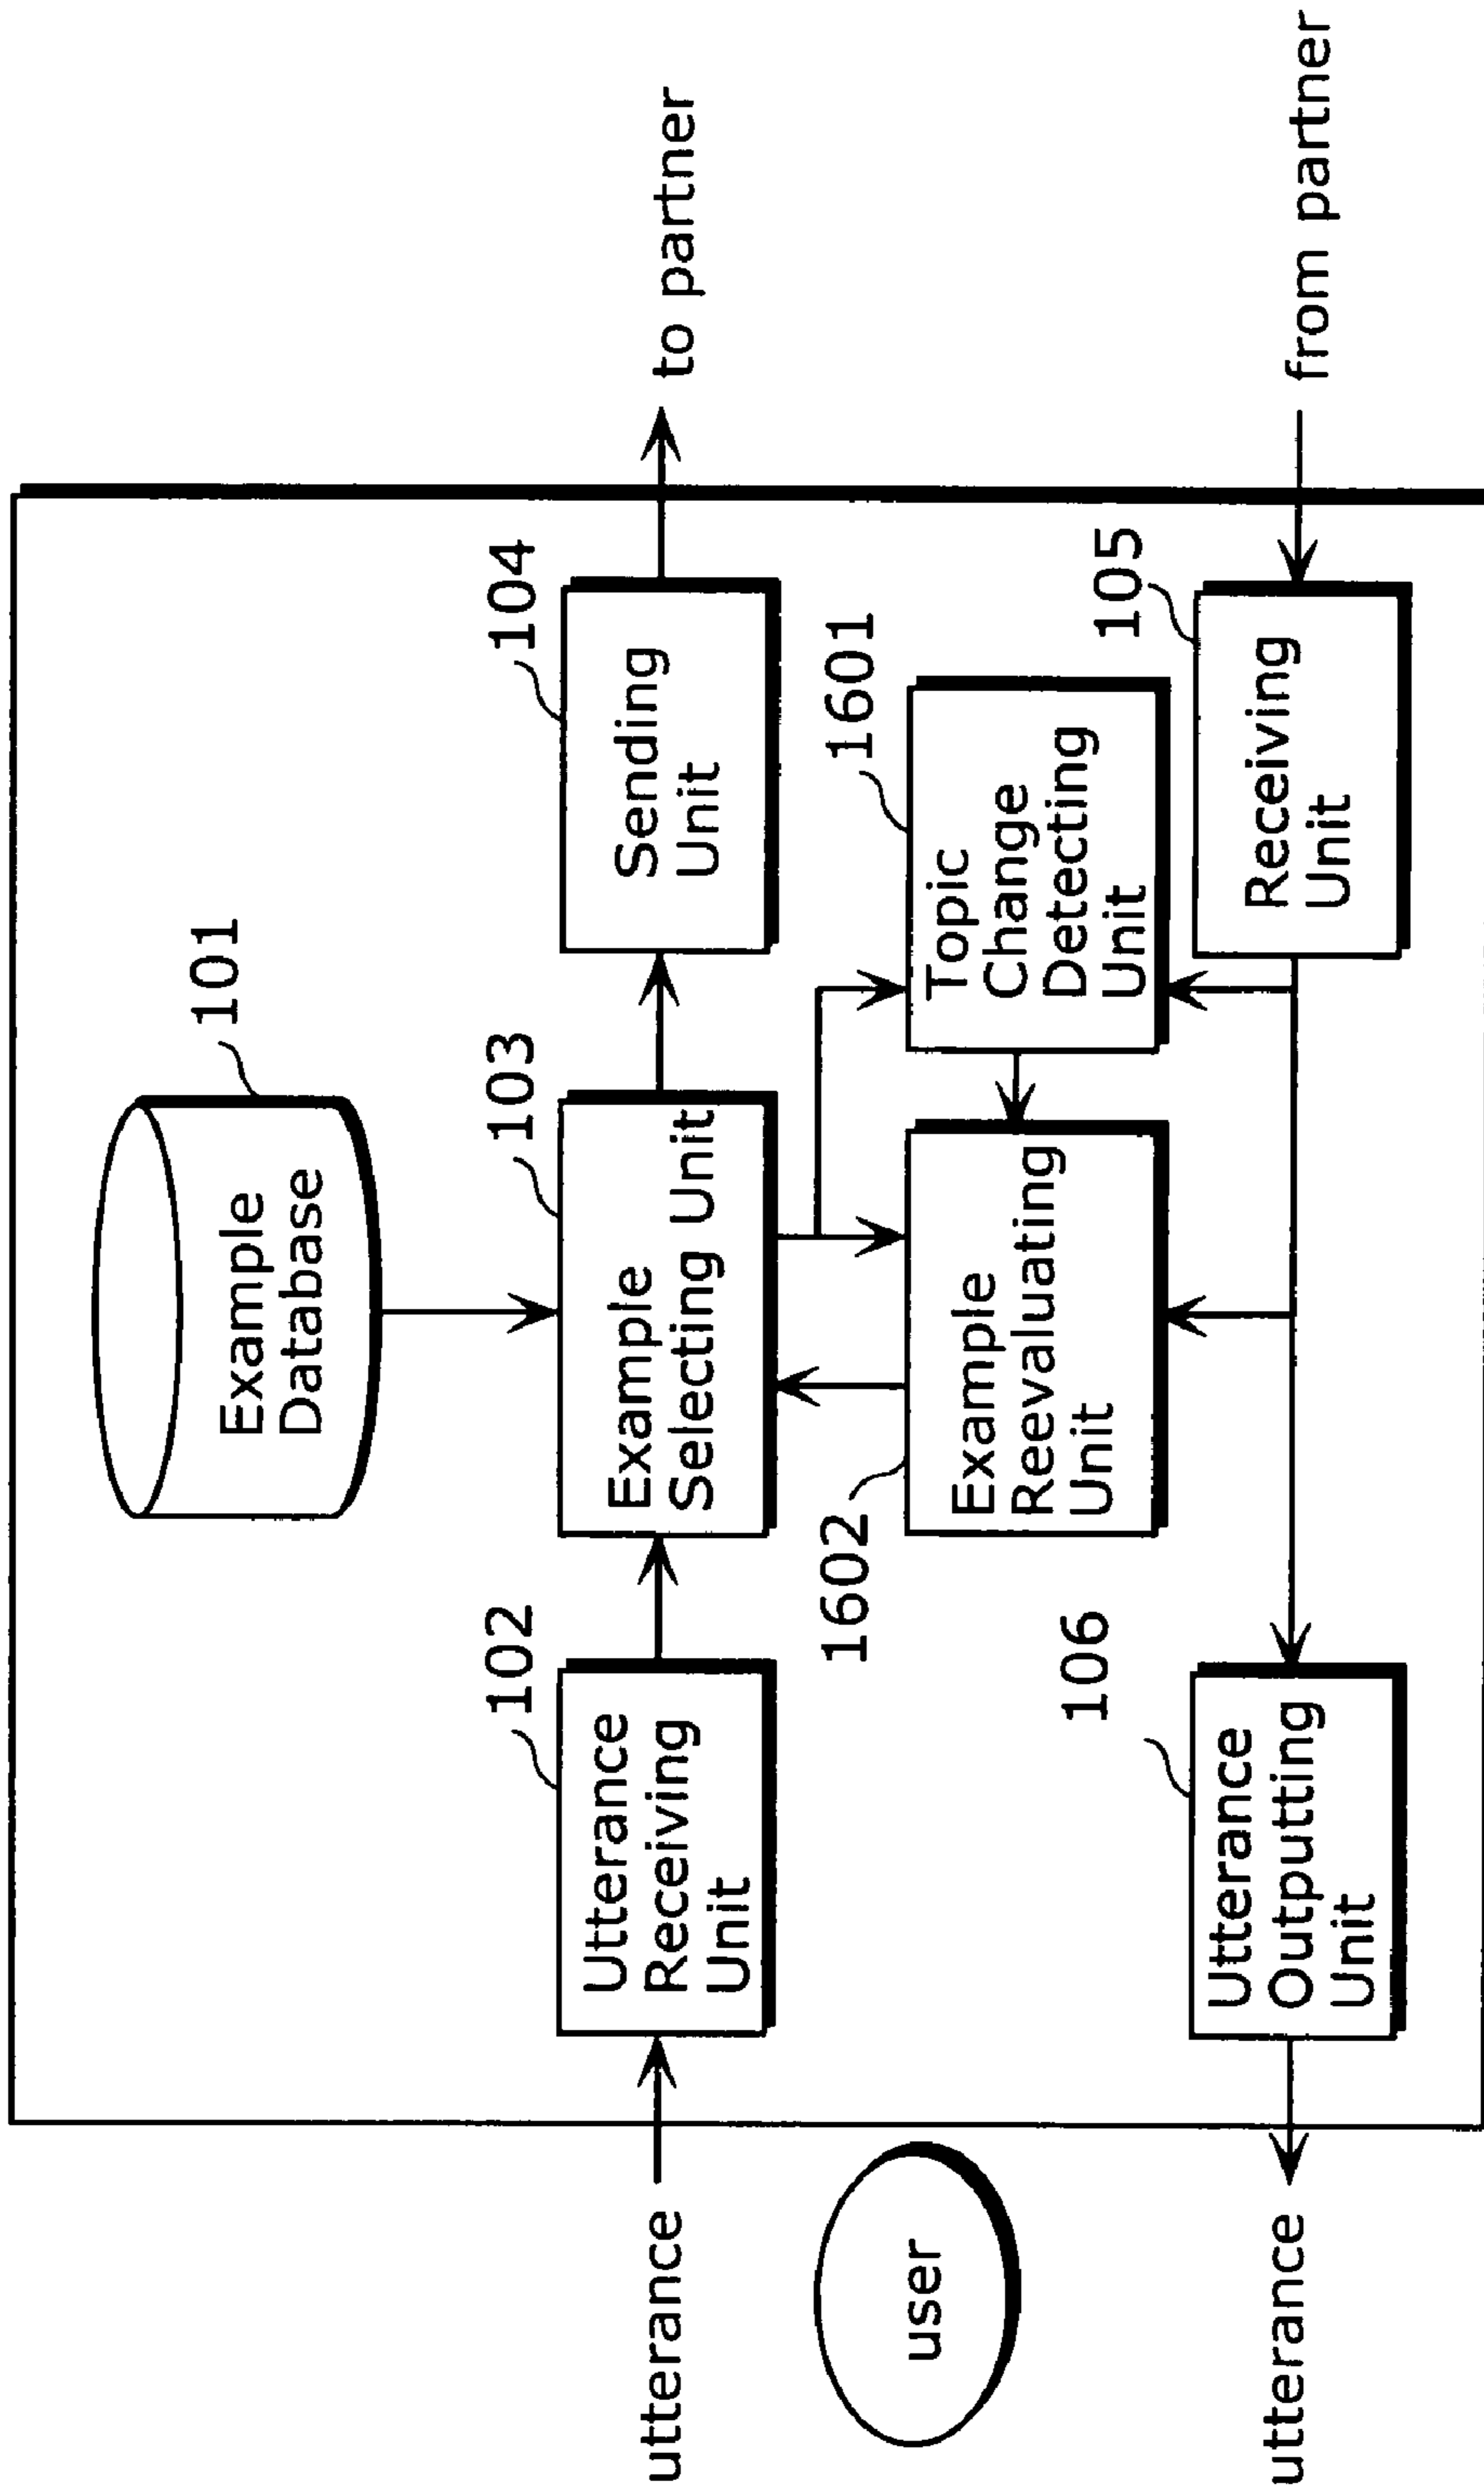 101
Example
Database
102
103
104
utterance
Utterance
Receiving
Unit
Example
Selecting Unit
Sending
Unit
to partner
user
1602
1601
Example
Reevaluating
Unit
Topic
Change
Detecting
Unit
106
105
utterance
Utterance
Outputting
Unit
Receiving
Unit
from partner